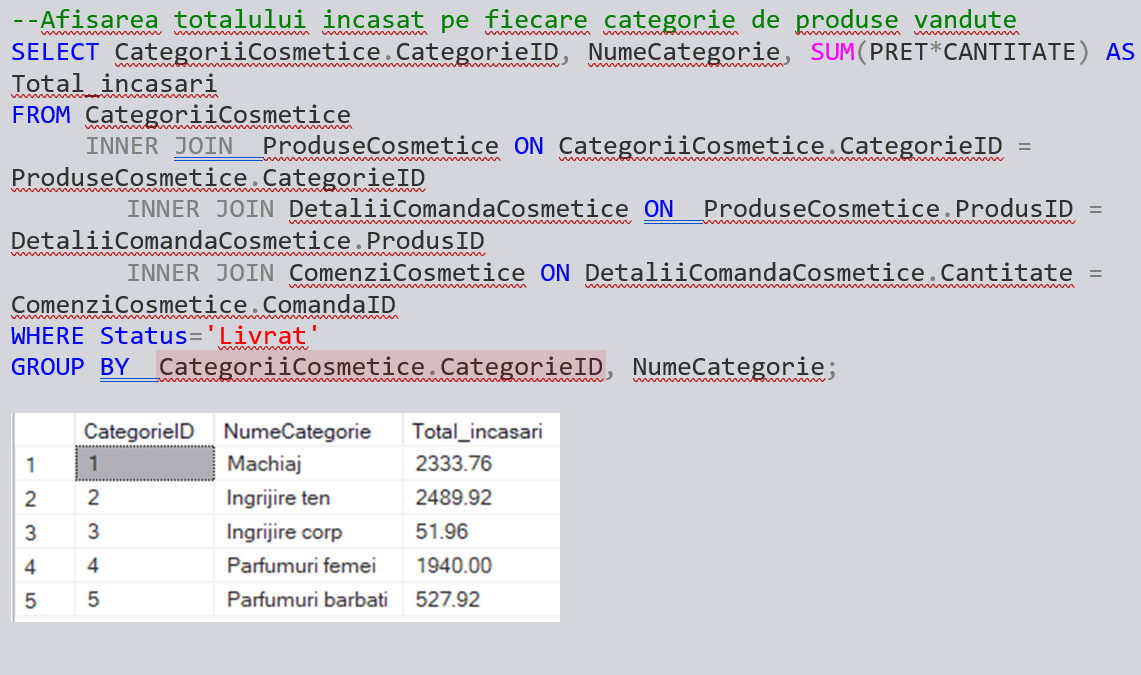 --Afisarea totalului incasat pe fiecare categorie de produse vandute
SELECT CategoriiCosmetice.CategorieID, NumeCategorie, SUM(PRET*CANTITATE) AS
Total_incasari
FROM CategoriiCosmetice
INNER JOIN ProduseCosmetice ON CategoriiCosmetice.CategorieID =
ProduseCosmetice.CategorieID
INNER JOIN DetaliiComandaCosmetice ON ProduseCosmetice.ProdusID =
DetaliiComandaCosmetice.ProdusID
INNER JOIN ComenziCosmetice ON DetaliiComandaCosmetice.Cantitate =
ComenziCosmetice.ComandaID
WHERE Status='Livrat'
GROUP BY CategoriiCosmetice.CategorieID, NumeCategorie;
CategorieID NumeCategorie Total_incasari
1 1 Machiaj 2333.76
2 2 Ingrijire ten 2489.92
3 3 Ingrijire corp 51.96
4 4 Parfumuri femei 1940.00
5 5 Parfumuri barbati 527.92